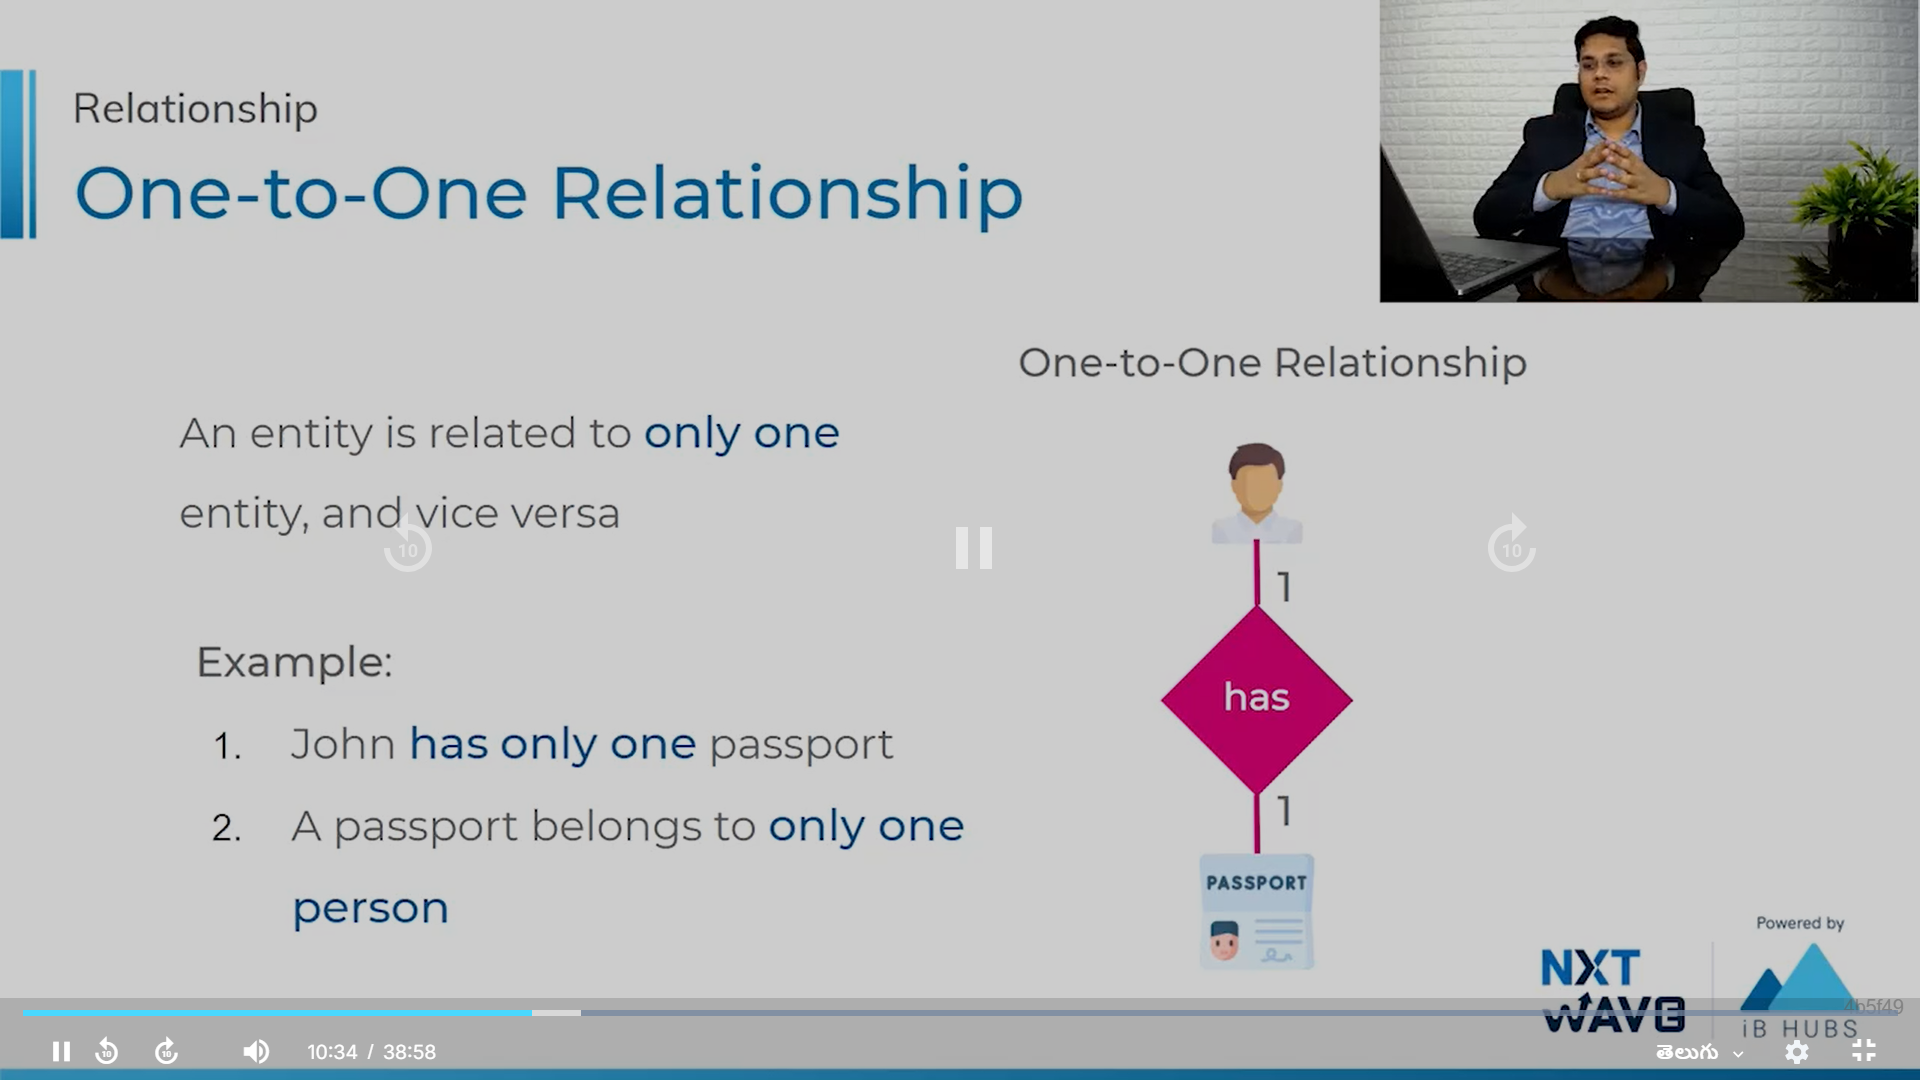 Relationship
One-to-One Relationship
One-to-One Relationship
An entity is related to only one
entity, and vice versa
10
10
1
has
1
PASSPORT
Example:
1. John has only one passport
2. A passport belongs to only one
person
Powered by
NXT
WAVE
iB HUBS
4b5f49
10
10
10:34 / 38:58
తెలుగు